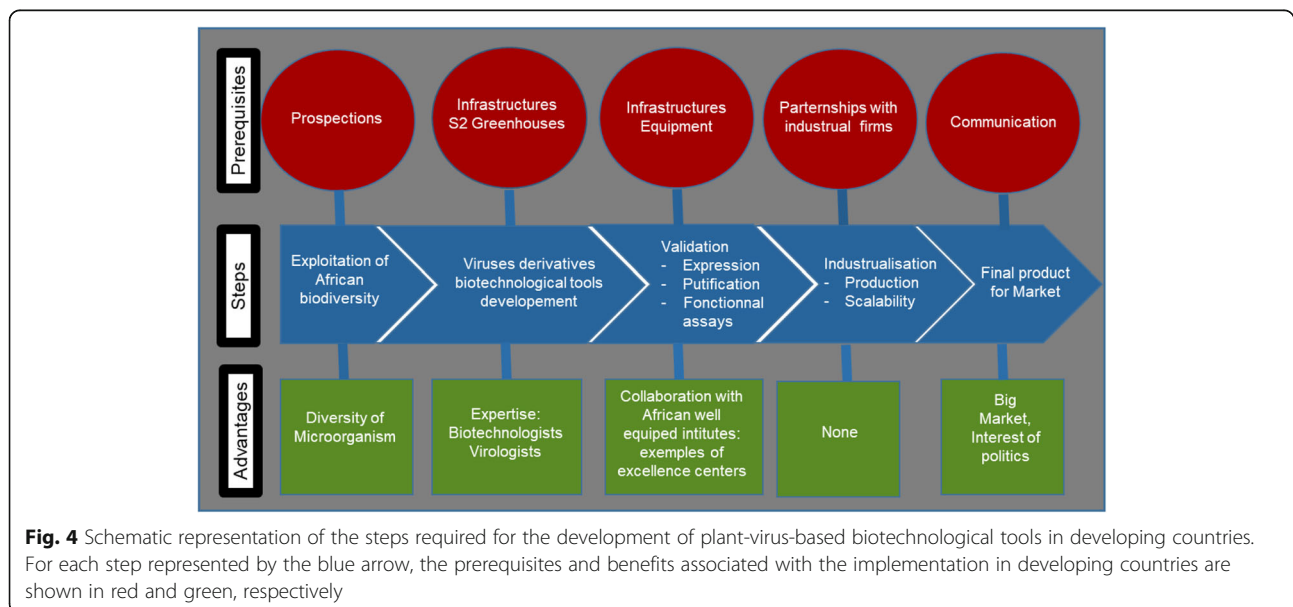 Prerequisites
Prospections
Infrastructures
S2 Greenhouses
Infrastructures
Equipment
Parternships with
industrual firms
Communication
Steps
Exploitation of
African
biodiversity
Viruses derivatives
biotechnological tools
developement
Validation
- Expression
- Putification
- Fonctionnal
assays
Industrualisation
- Production
- Scalability
Final product
for Market
Advantages
Diversity of
Microorganism
Expertise:
Biotechnologists
Virologists
Collaboration with
African well
equiped intitutes:
exemples of
excellence centers
None
Big
Market,
Interest of
politics
Fig. 4 Schematic representation of the steps required for the development of plant-virus-based biotechnological tools in developing countries.
For each step represented by the blue arrow, the prerequisites and benefits associated with the implementation in developing countries are
shown in red and green, respectively